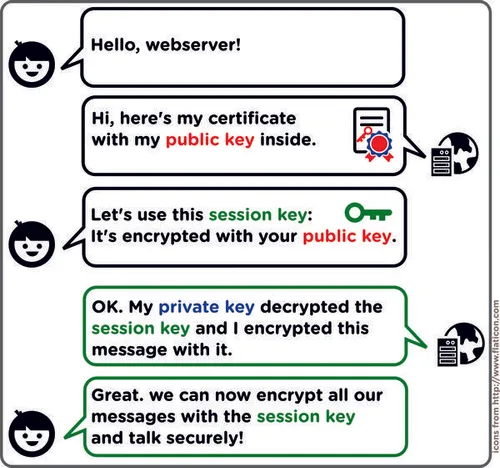 Hello, webserver!
Hi, here's my certificate
with my public key inside.
Let's use this session key:
It's encrypted with your public key.
OK. My private key decrypted the
session key and I encrypted this
message with it.
Great. we can now encrypt all our
messages with the session key
and talk securely!
icons from http://www.flaticon.com